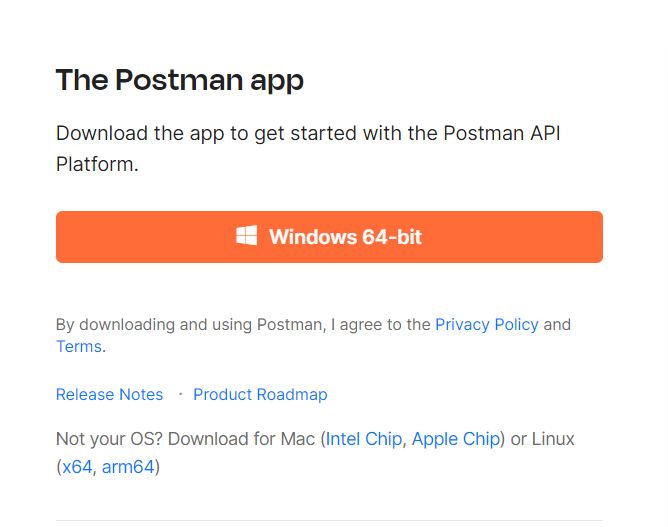 The Postman app
Download the app to get started with the Postman API
Platform.
Windows 64-bit
By downloading and using Postman, I agree to the Privacy Policy and
Terms.
Release Notes · Product Roadmap
Not your OS? Download for Mac (Intel Chip, Apple Chip) or Linux
(x64, arm64)